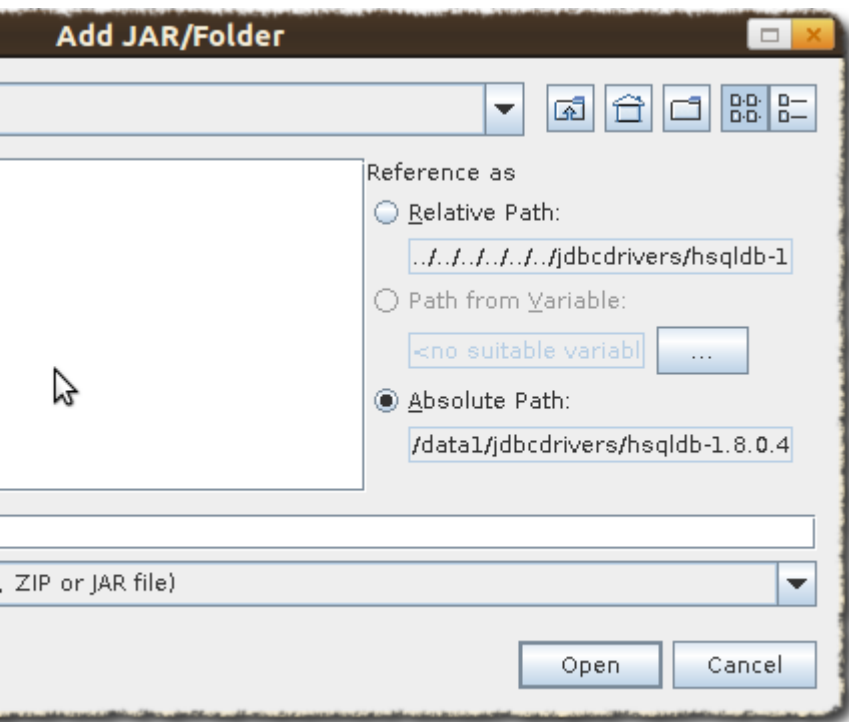 Add JAR/Folder
Reference as
Relative Path:
../../../../../../jdbcdrivers/hsqldb-1
Path from Variable:
<no suitable variabl
...
Absolute Path:
/data1/jdbcdrivers/hsqldb-1.8.0.4
, ZIP or JAR file)
Open
Cancel